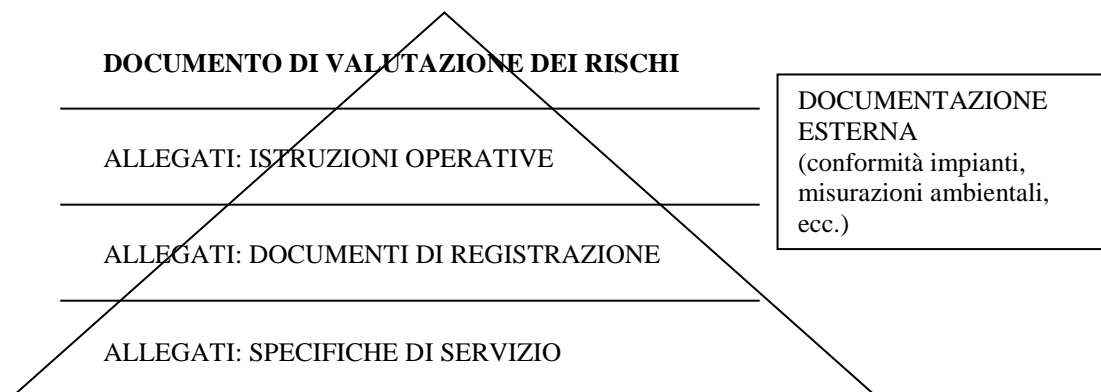 DOCUMENTO DI VALUTAZIONE DEI RISCHI
ALLEGATI: ISTRUZIONI OPERATIVE
ALLEGATI: DOCUMENTI DI REGISTRAZIONE
ALLEGATI: SPECIFICHE DI SERVIZIO
DOCUMENTAZIONE
ESTERNA
(conformità impianti,
misurazioni ambientali,
ecc.)